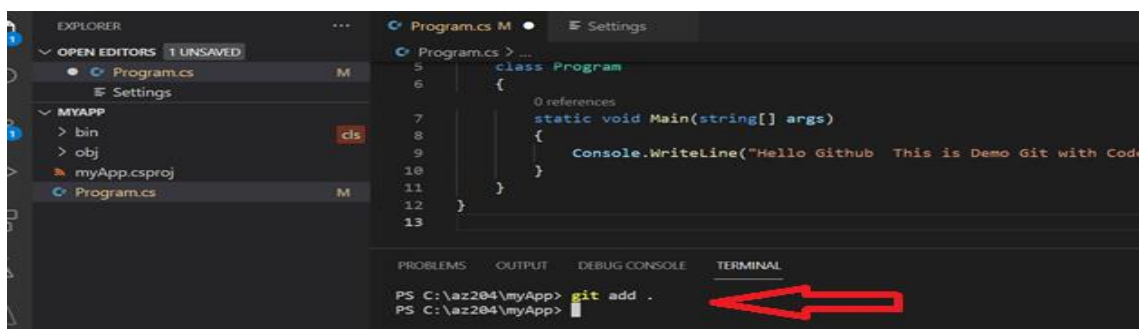 EXPLORER ...
OPEN EDITORS 1 UNSAVED
Program.cs M
Settings
MYAPP
bin
cls
obj
myApp.csproj
Program.cs M
Program.cs M
Settings
Program.cs > ...
5 class Program
6 {
0 references
7 static void Main(string[] args)
8 {
9 Console.WriteLine("Hello Github  This is Demo Git with Code
10 }
11 }
12 }
13
PROBLEMS OUTPUT DEBUG CONSOLE TERMINAL
PS C:\az204\myApp> git add .
PS C:\az204\myApp>